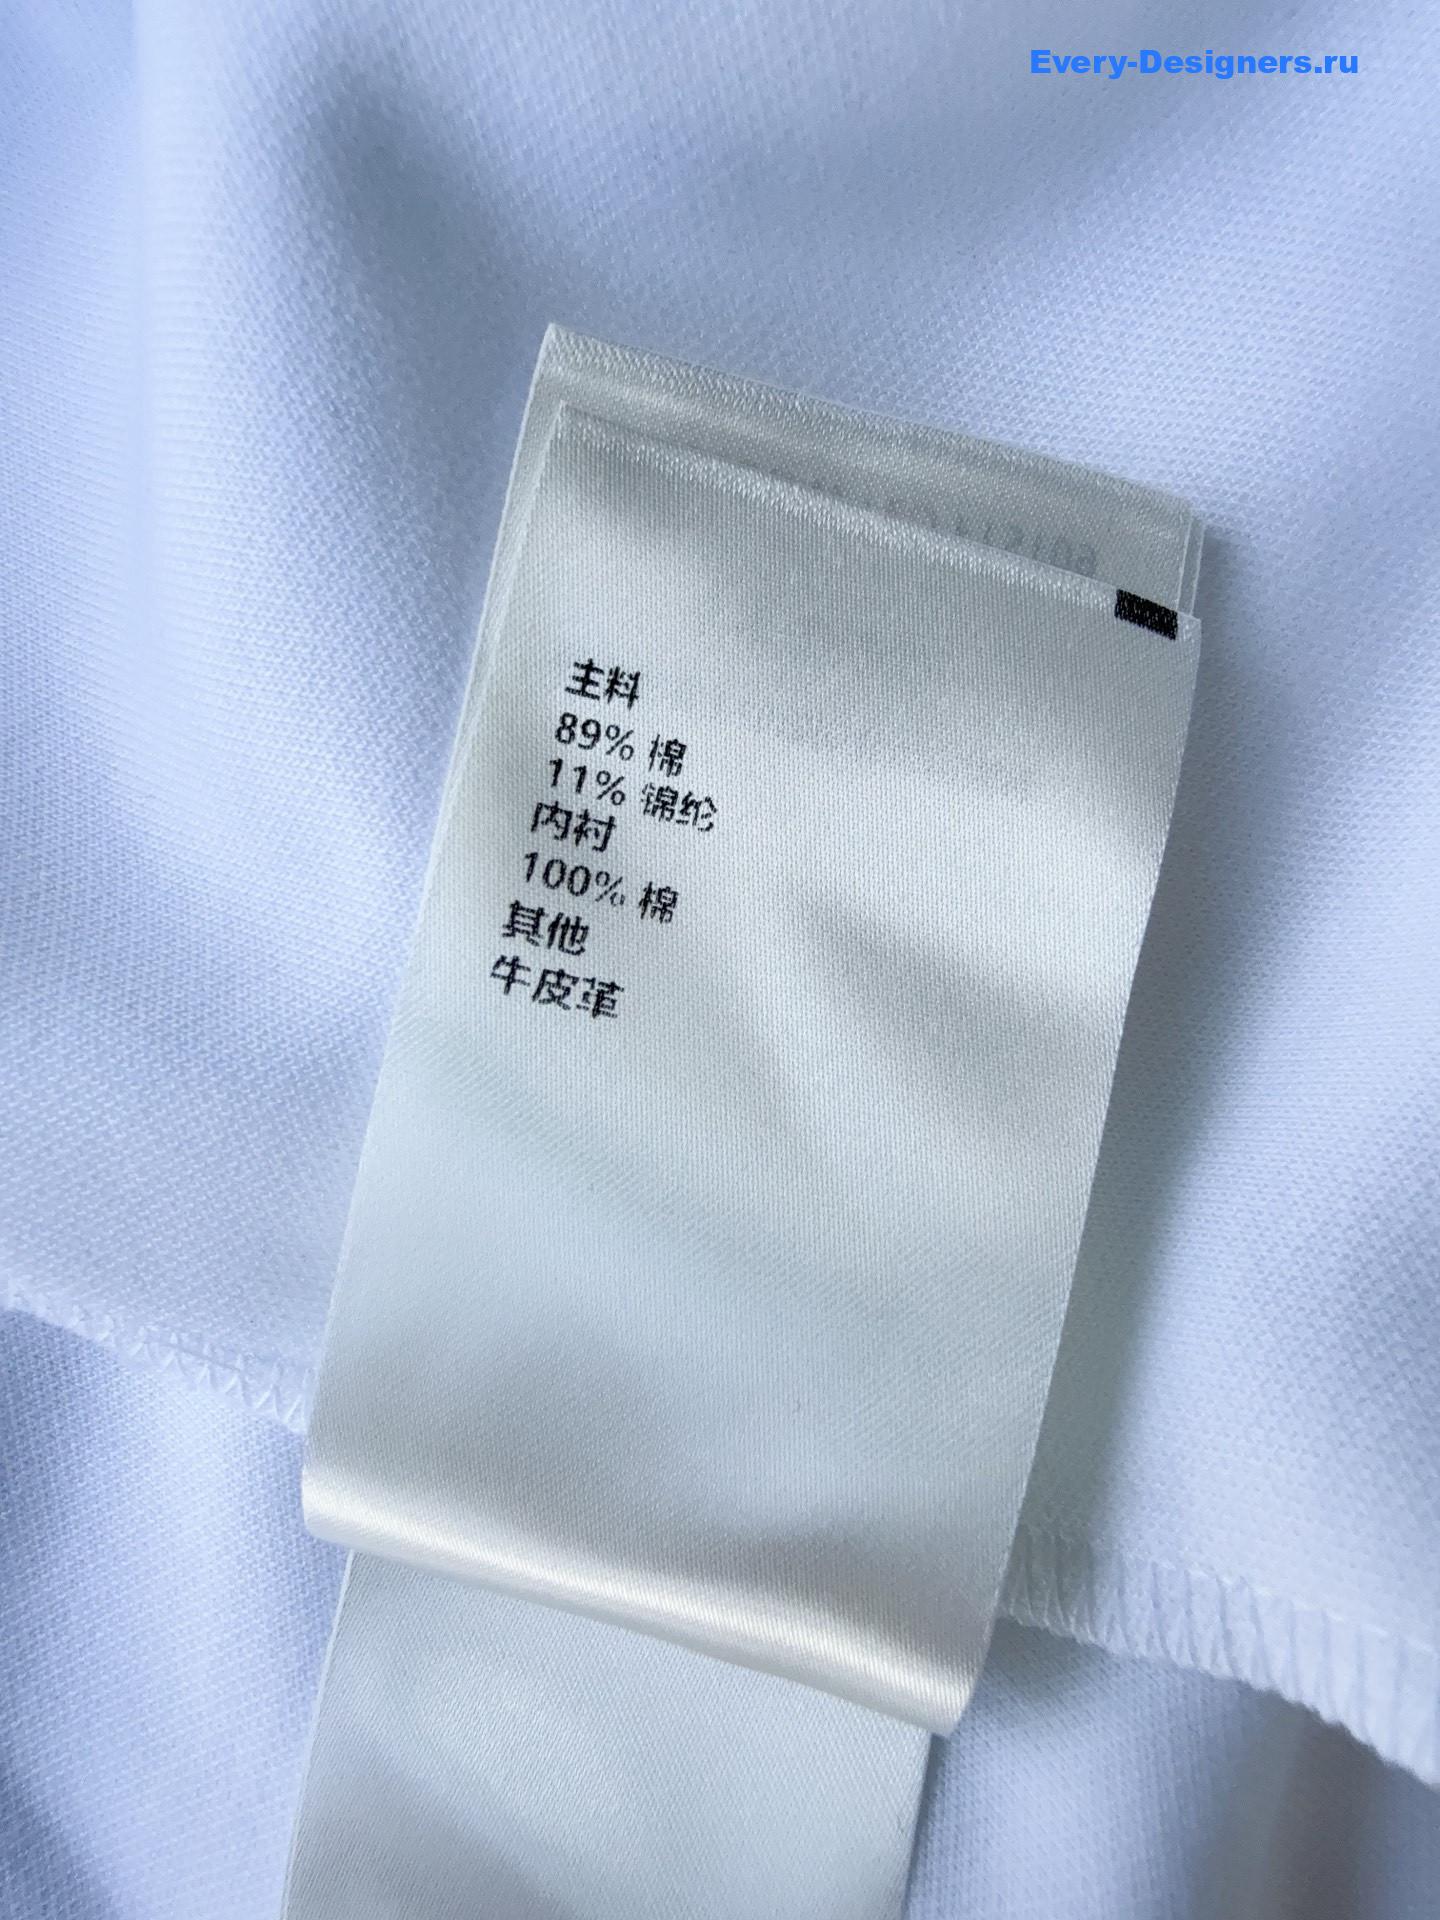 Every-Designers.ru
主料
89% 棉
11% 锦纶
内衬
100% 棉
其他
牛皮革